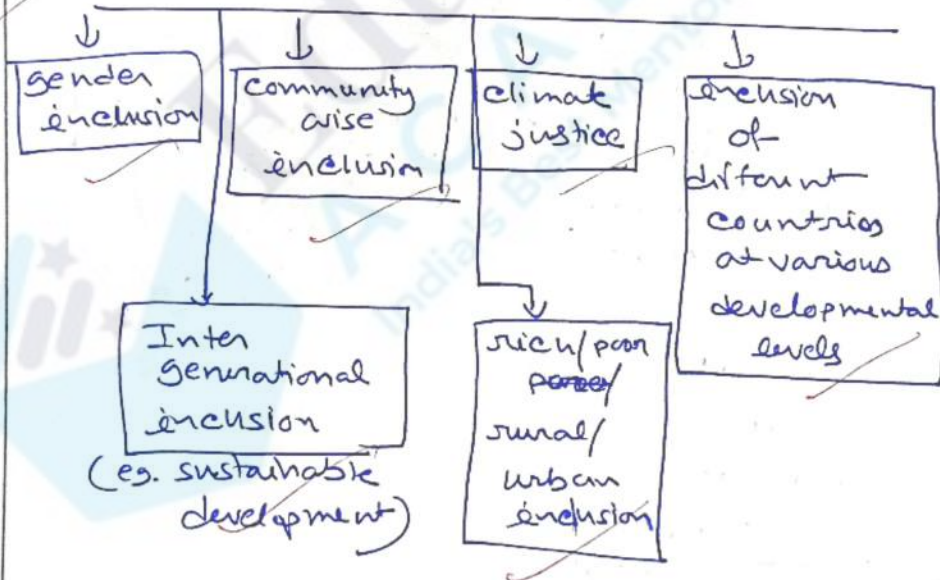 gender
inclusion
community
wise
inclusion
climate
justice
inclusion
of
different
countries
at various
developmental
levels
Inter
generational
inclusion
(eg. sustainable
development)
rich/poor
/
rural/
urban
inclusion